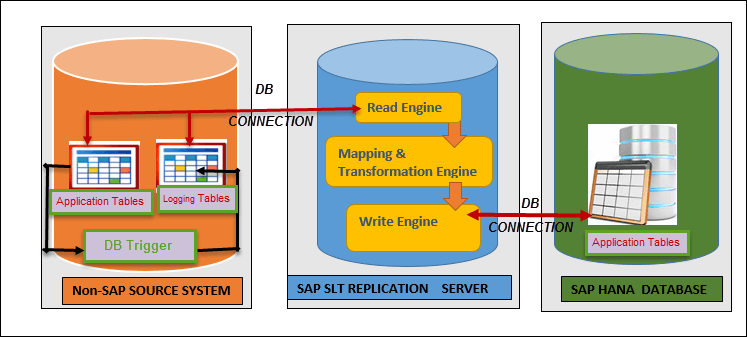 DB
CONNECTION
Application Tables
Logging Tables
DB Trigger
Non-SAP SOURCE SYSTEM
Read Engine
Mapping &
Transformation Engine
Write Engine
SAP SLT REPLICATION SERVER
DB
CONNECTION
Application Tables
SAP HANA DATABASE